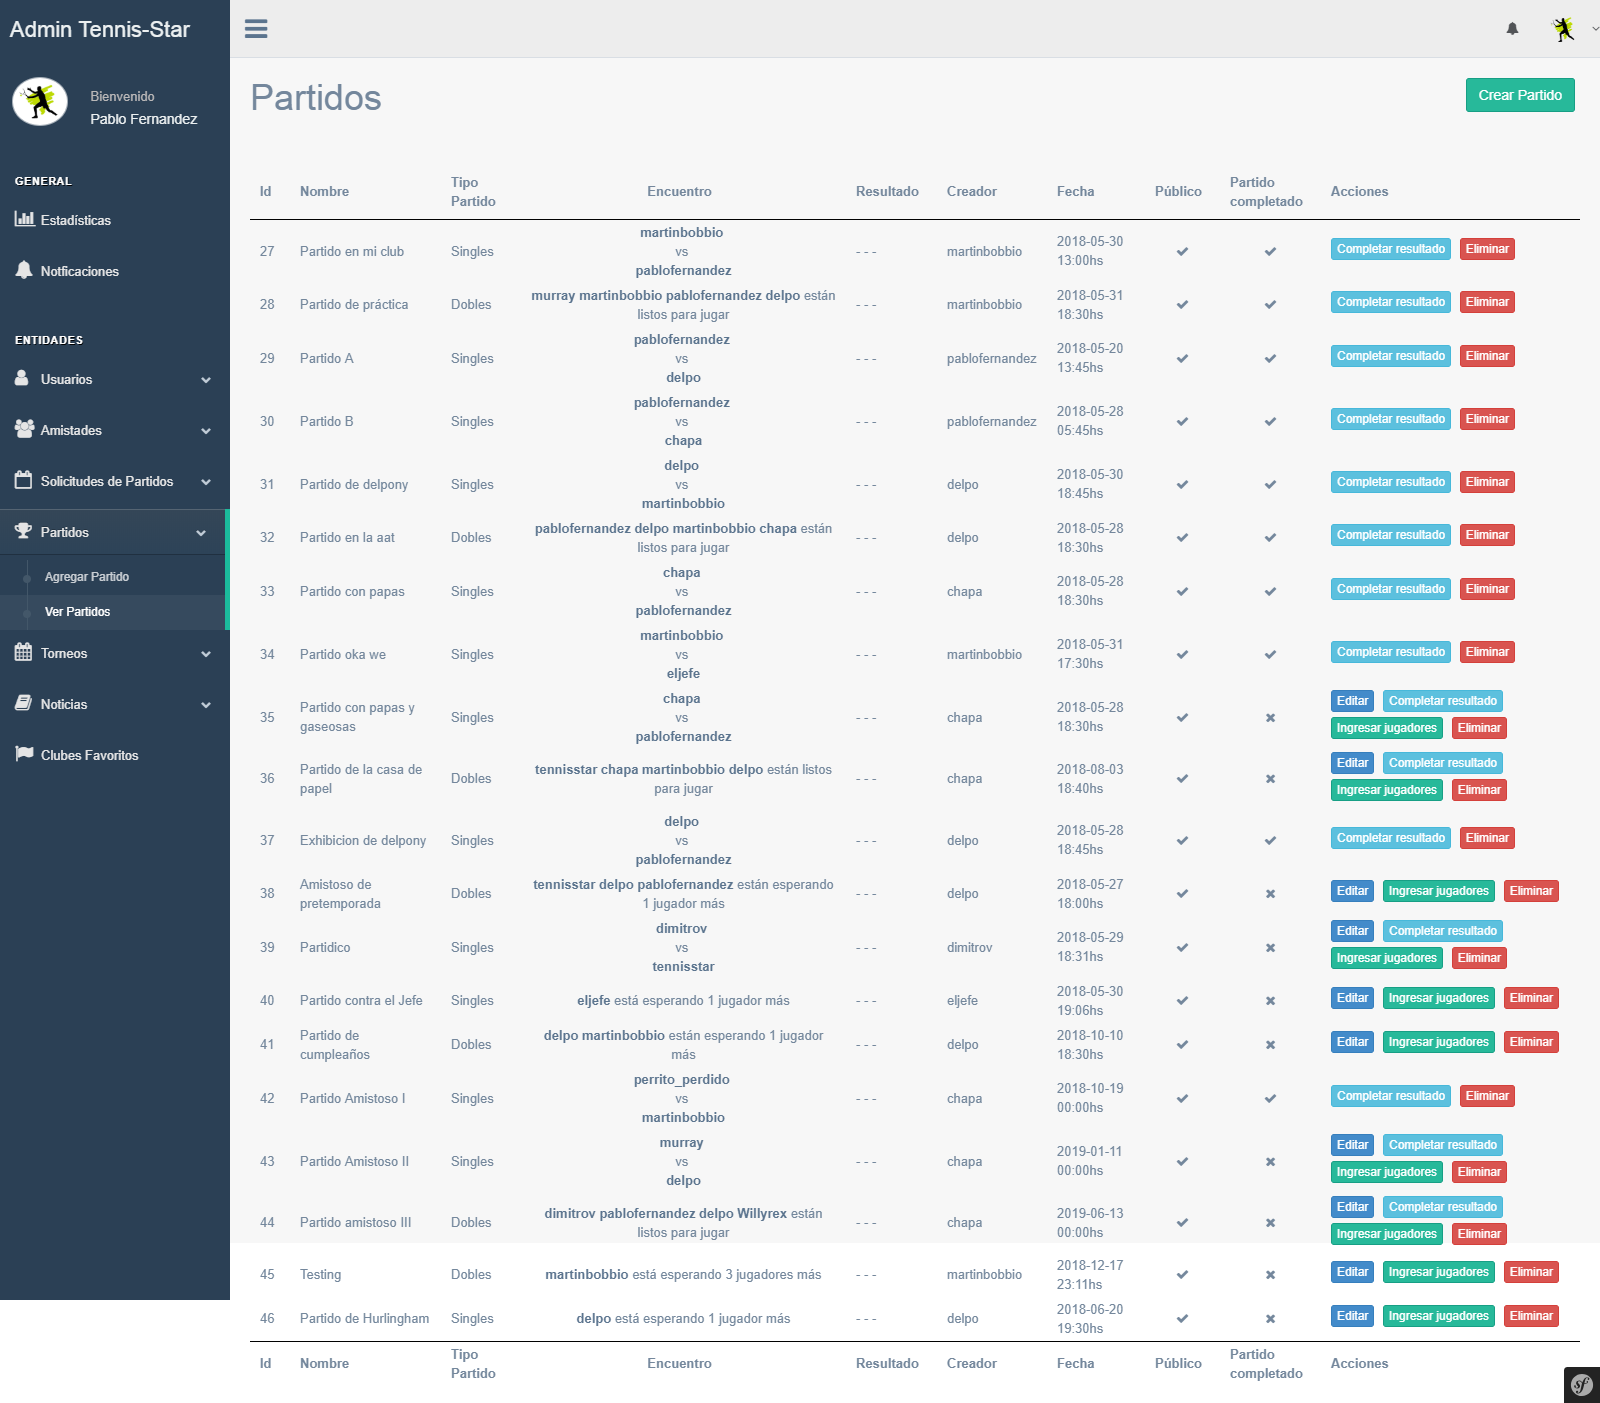 Admin Tennis-Star
Bienvenido
Pablo Fernandez
GENERAL
Estadísticas
Notficaciones
ENTIDADES
Usuarios
Amistades
Solicitudes de Partidos
Partidos
Agregar Partido
Ver Partidos
Torneos
Noticias
Clubes Favoritos
Partidos
Crear Partido
Id Nombre Tipo Partido Encuentro Resultado Creador Fecha Público Partido completado Acciones
27 Partido en mi club Singles martinbobbio vs pablofernandez - - - martinbobbio 2018-05-30 13:00hs Completar resultado Eliminar
28 Partido de práctica Dobles murray martinbobbio pablofernandez delpo están listos para jugar - - - martinbobbio 2018-05-31 18:30hs Completar resultado Eliminar
29 Partido A Singles pablofernandez vs delpo - - - pablofernandez 2018-05-20 13:45hs Completar resultado Eliminar
30 Partido B Singles pablofernandez vs chapa - - - pablofernandez 2018-05-28 05:45hs Completar resultado Eliminar
31 Partido de delpony Singles delpo vs martinbobbio - - - delpo 2018-05-30 18:45hs Completar resultado Eliminar
32 Partido en la aat Dobles pablofernandez delpo martinbobbio chapa están listos para jugar - - - delpo 2018-05-28 18:30hs Completar resultado Eliminar
33 Partido con papas Singles chapa vs pablofernandez - - - chapa 2018-05-28 18:30hs Completar resultado Eliminar
34 Partido oka we Singles martinbobbio vs eljefe - - - martinbobbio 2018-05-31 17:30hs Completar resultado Eliminar
35 Partido con papas y gaseosas Singles chapa vs pablofernandez - - - chapa 2018-05-28 18:30hs Editar Completar resultado Ingresar jugadores Eliminar
36 Partido de la casa de papel Dobles tennisstar chapa martinbobbio delpo están listos para jugar - - - chapa 2018-08-03 18:40hs Editar Completar resultado Ingresar jugadores Eliminar
37 Exhibicion de delpony Singles delpo vs pablofernandez - - - delpo 2018-05-28 18:45hs Completar resultado Eliminar
38 Amistoso de pretemporada Dobles tennisstar delpo pablofernandez están esperando 1 jugador más - - - delpo 2018-05-27 18:00hs Editar Ingresar jugadores Eliminar
39 Partidico Singles dimitrov vs tennisstar - - - dimitrov 2018-05-29 18:31hs Editar Completar resultado Ingresar jugadores Eliminar
40 Partido contra el Jefe Singles eljefe está esperando 1 jugador más - - - eljefe 2018-05-30 19:06hs Editar Ingresar jugadores Eliminar
41 Partido de cumpleaños Dobles delpo martinbobbio están esperando 1 jugador más - - - delpo 2018-10-10 18:30hs Editar Ingresar jugadores Eliminar
42 Partido Amistoso I Singles perrito_perdido vs martinbobbio - - - chapa 2018-10-19 00:00hs Completar resultado Eliminar
43 Partido Amistoso II Singles murray vs delpo - - - chapa 2019-01-11 00:00hs Editar Completar resultado Ingresar jugadores Eliminar
44 Partido amistoso III Dobles dimitrov pablofernandez delpo Willyrex están listos para jugar - - - chapa 2019-06-13 00:00hs Editar Completar resultado Ingresar jugadores Eliminar
45 Testing Dobles martinbobbio está esperando 3 jugadores más - - - martinbobbio 2018-12-17 23:11hs Editar Ingresar jugadores Eliminar
46 Partido de Hurlingham Singles delpo está esperando 1 jugador más - - - delpo 2018-06-20 19:30hs Editar Ingresar jugadores Eliminar
Id Nombre Tipo Partido Encuentro Resultado Creador Fecha Público Partido completado Acciones
sf